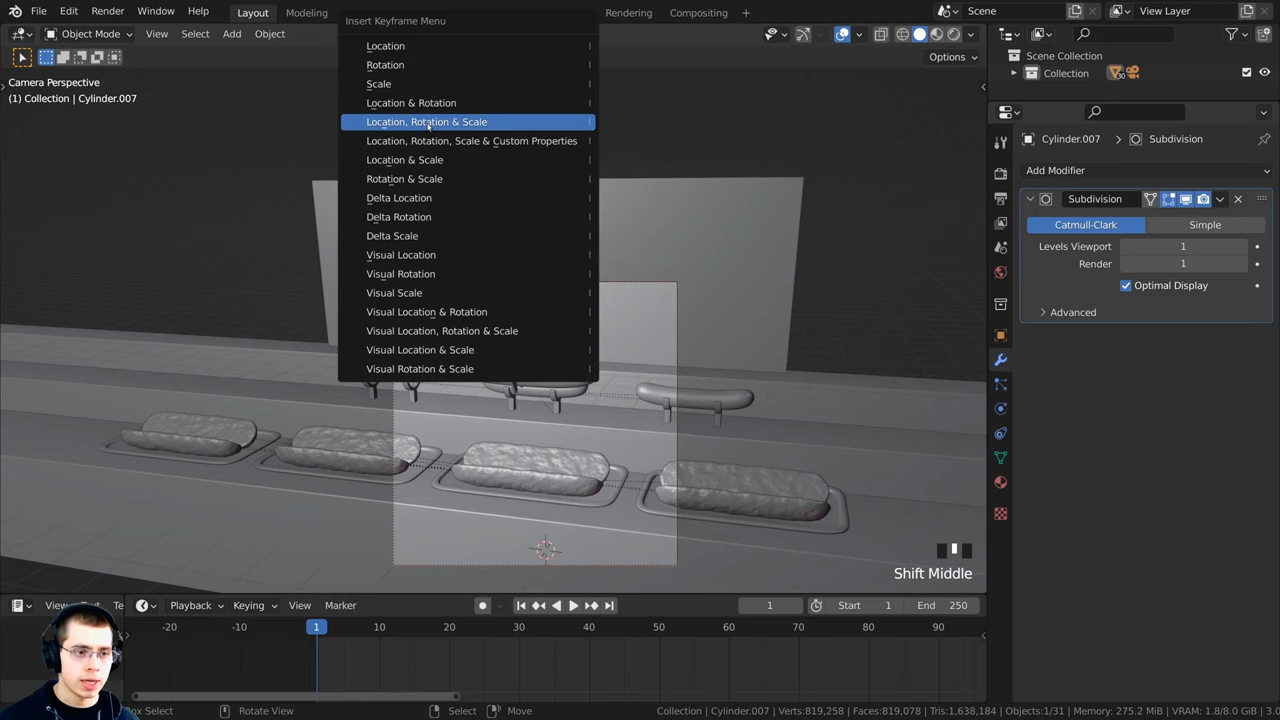 File
Edit
Render
Window
Help
Layout
Modeling
Rendering
Compositing
+
Scene
View Layer
Object Mode
View
Select
Add
Object
Options
Camera Perspective
(1) Collection | Cylinder.007
Insert Keyframe Menu
Location
Rotation
Scale
Location & Rotation
Location, Rotation & Scale
Location, Rotation, Scale & Custom Properties
Location & Scale
Rotation & Scale
Delta Location
Delta Rotation
Delta Scale
Visual Location
Visual Rotation
Visual Scale
Visual Location & Rotation
Visual Location, Rotation & Scale
Visual Location & Scale
Visual Rotation & Scale
Scene Collection
Collection
30
Cylinder.007 > Subdivision
Add Modifier
Subdivision
Catmull-Clark
Simple
Levels Viewport 1
Render 1
Optimal Display
Advanced
Shift Middle
View
Playback
Keying
View
Marker
1
Start 1
End 250
-20 -10 1 10 20 30 40 50 60 70 80 90
Box Select
Rotate View
Select
Move
Collection | Cylinder.007 | Verts:819,258 | Faces:819,078 | Tris:1,638,184 | Objects:1/31 | Memory: 275.2 MiB | VRAM: 1.8/8.0 GiB | 3.